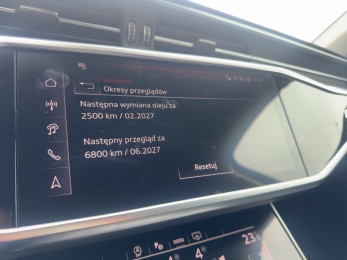 Okresy przeglądów
Następna wymiana oleju za
2500 km / 02.2027
Następny przegląd za
6800 km / 06.2027
Resetuj